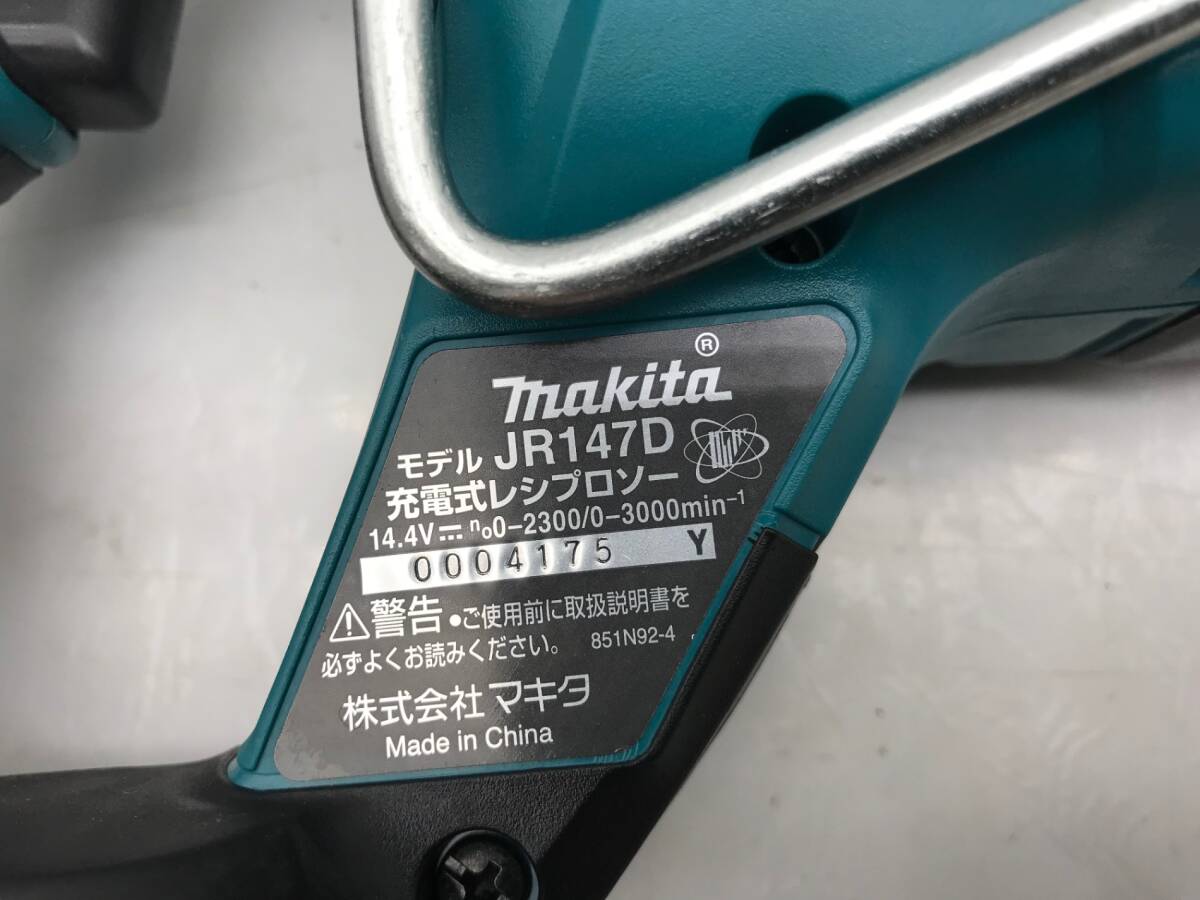 makita®
モデル JR147D
充電式レシプロソー
14.4V⎓ n₀0-2300/0-3000min⁻¹
0004175 Y
⚠警告 ●ご使用前に取扱説明書を
必ずよくお読みください。 851N92-4
株式会社マキタ
Made in China